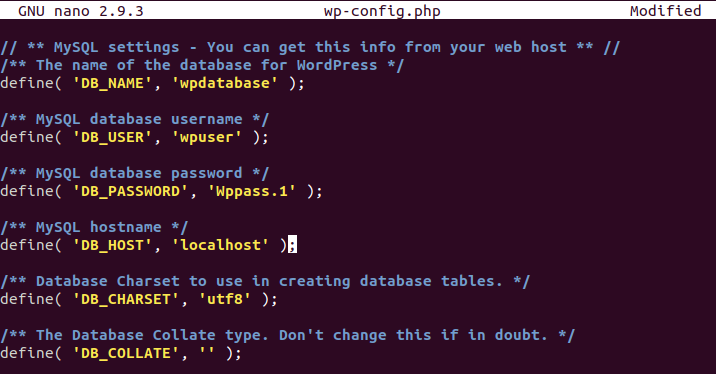 GNU nano 2.9.3 wp-config.php Modified
// ** MySQL settings - You can get this info from your web host ** //
/** The name of the database for WordPress */
define( 'DB_NAME', 'wpdatabase' );
/** MySQL database username */
define( 'DB_USER', 'wpuser' );
/** MySQL database password */
define( 'DB_PASSWORD', 'Wppass.1' );
/** MySQL hostname */
define( 'DB_HOST', 'localhost' );
/** Database Charset to use in creating database tables. */
define( 'DB_CHARSET', 'utf8' );
/** The Database Collate type. Don't change this if in doubt. */
define( 'DB_COLLATE', '' );